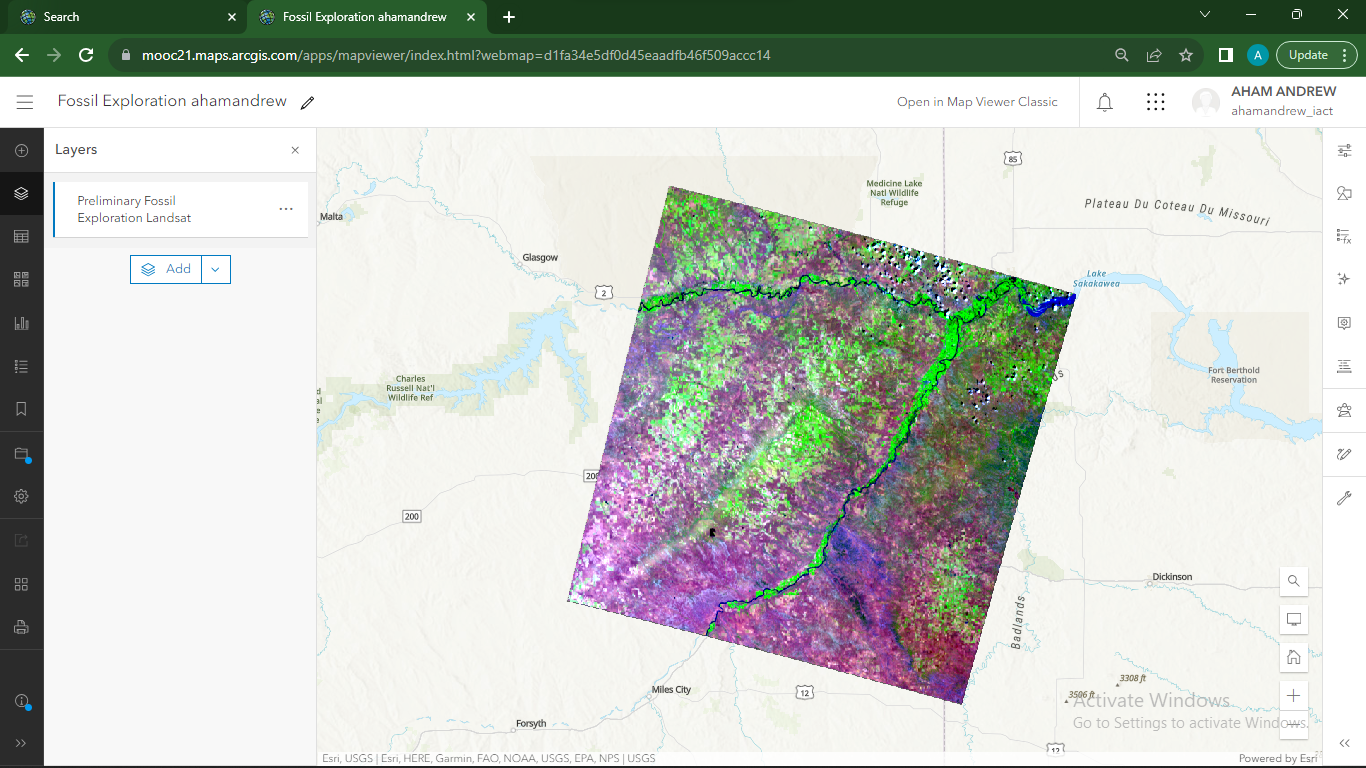 Search
Fossil Exploration ahamandrew
mooc21.maps.arcgis.com/apps/mapviewer/index.html?webmap=d1fa34e5df0d45eaadfb46f509accc14
A
Update
Fossil Exploration ahamandrew
Open in Map Viewer Classic
AHAM ANDREW
ahamandrew_iact
Layers
Preliminary Fossil
Exploration Landsat
Add
85
Medicine Lake
Natl Wildlife
Refuge
Malta
Plateau Du Coteau Du Missouri
Glasgow
Lake
Sakakawea
2
Charles
Russell Nat'l
Wildlife Ref
Fort Berthold
Reservation
200
200
Dickinson
Badlands
Miles City
12
3308 ft
3506 ft
Forsyth
12
Activate Windows
Go to Settings to activate Windows.
Esri, USGS | Esri, HERE, Garmin, FAO, NOAA, USGS, EPA, NPS | USGS
Powered by Esri